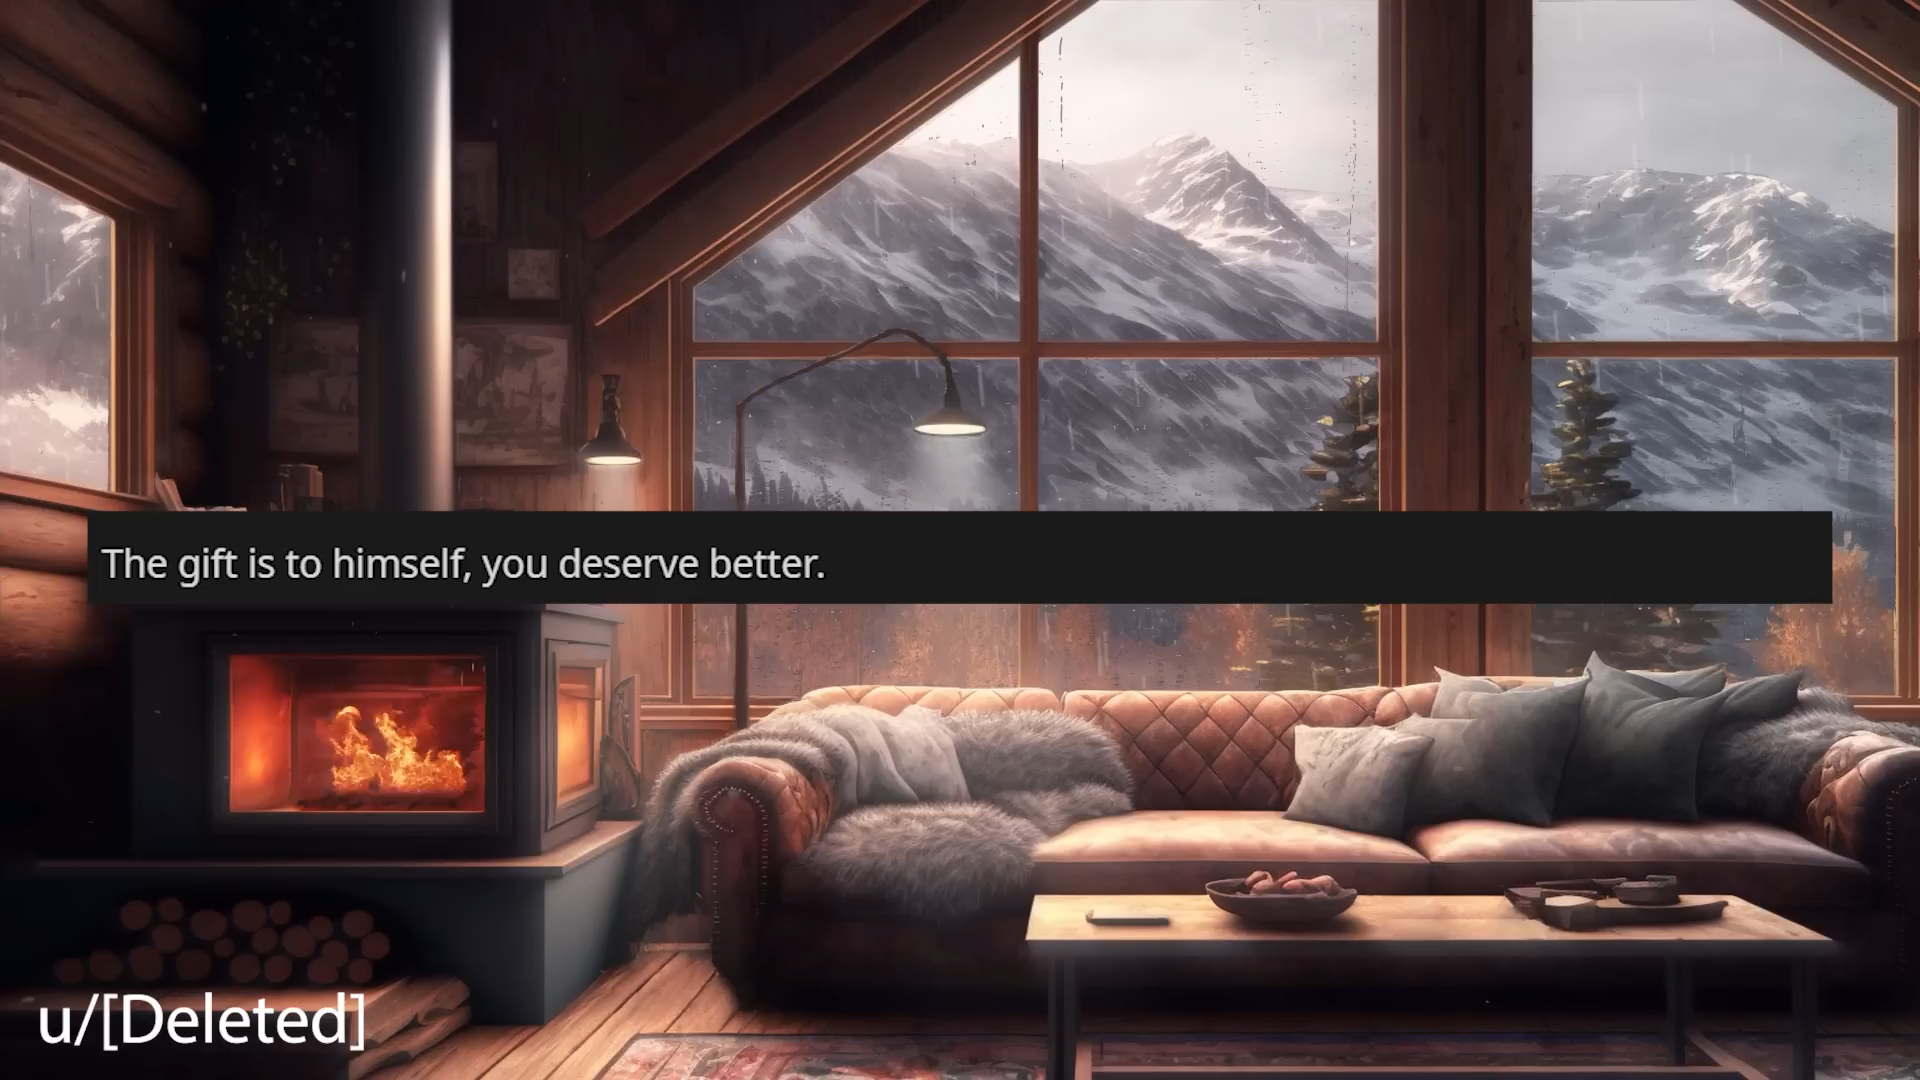 The gift is to himself, you deserve better.
u/[Deleted]